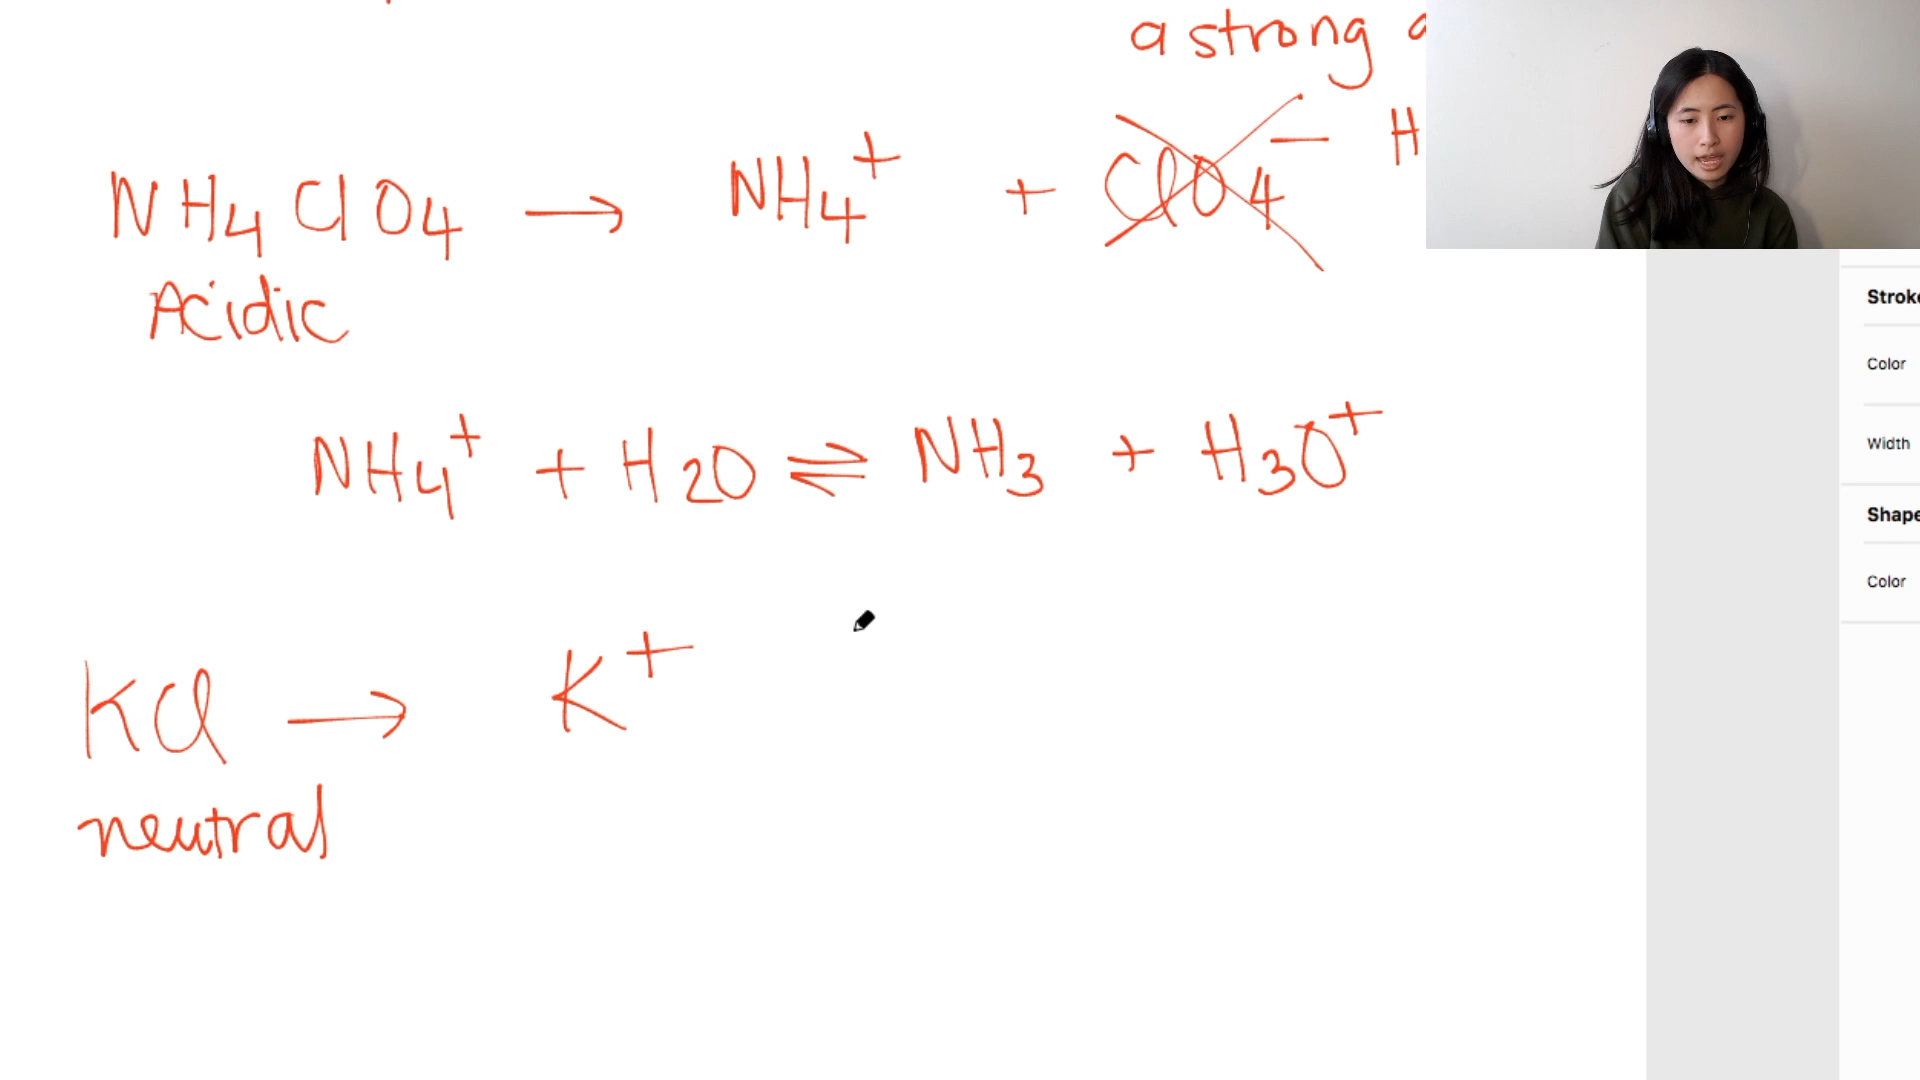 a strong
NH4ClO4 → NH4+ + ClO4− H
Acidic
NH4+ + H2O ⇌ NH3 + H3O+
KCl → K+
neutral
Stroke
Color
Width
Shape
Color